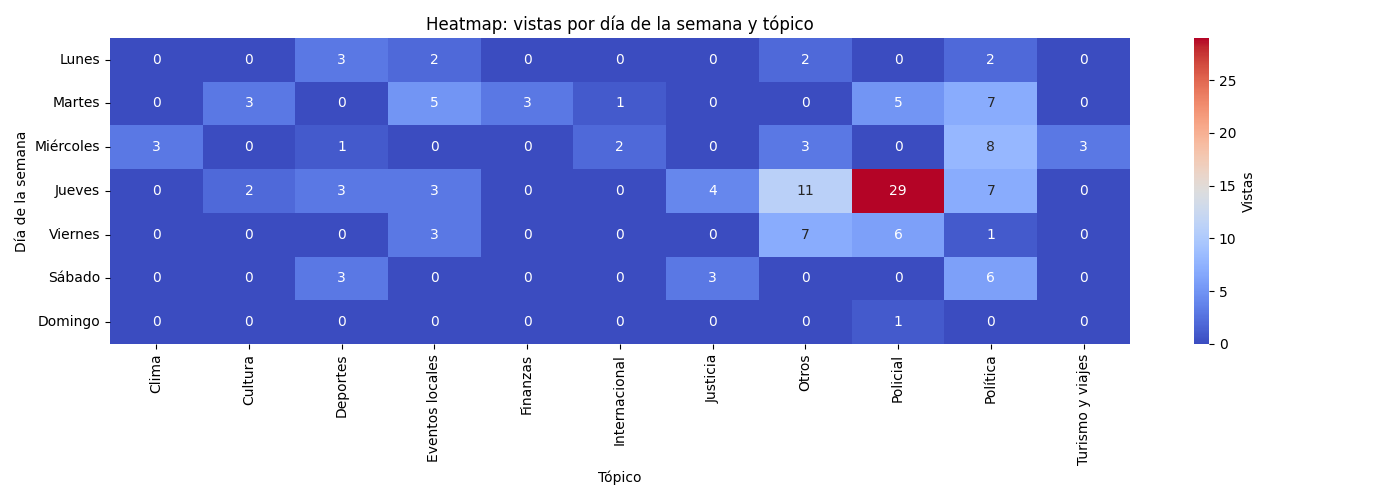 Heatmap: vistas por día de la semana y tópico
Día de la semana
Lunes 0 0 3 2 0 0 0 2 0 2 0
Martes 0 3 0 5 3 1 0 0 5 7 0
Miércoles 3 0 1 0 0 2 0 3 0 8 3
Jueves 0 2 3 3 0 0 4 11 29 7 0
Viernes 0 0 0 3 0 0 0 7 6 1 0
Sábado 0 0 3 0 0 0 3 0 0 6 0
Domingo 0 0 0 0 0 0 0 0 1 0 0
Clima Cultura Deportes Eventos locales Finanzas Internacional Justicia Otros Policial Política Turismo y viajes
Tópico
25
20
15
10
5
0
Vistas